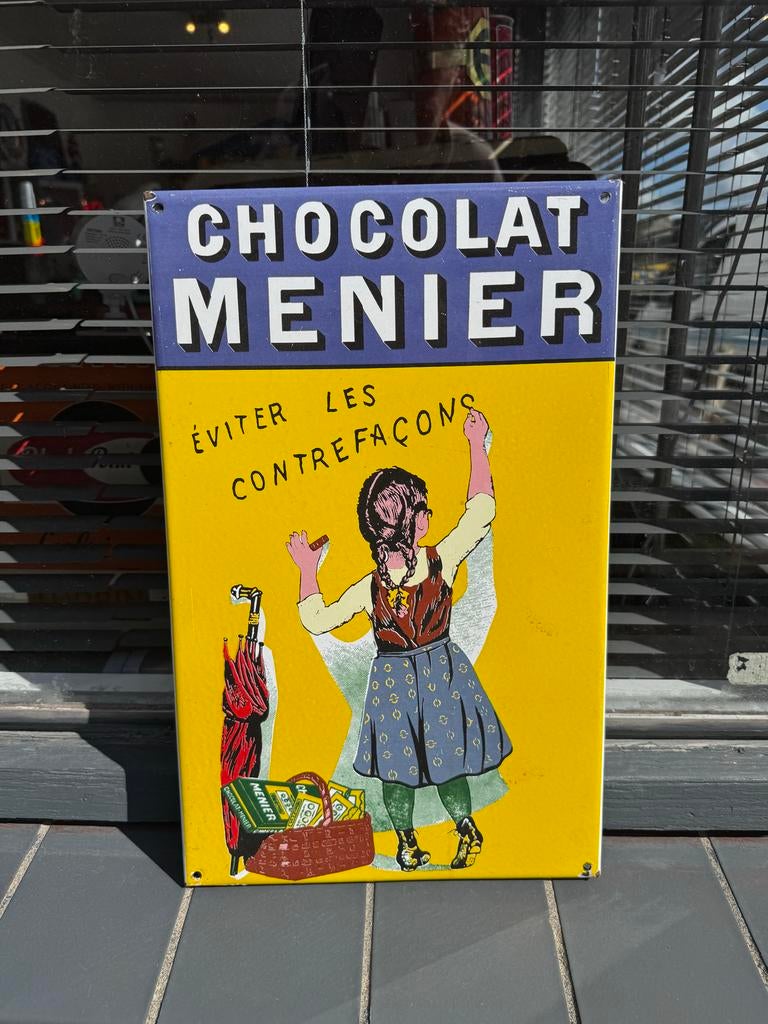 CHOCOLAT
MENIER
ÉVITER LES
CONTREFAÇONS
MENIER